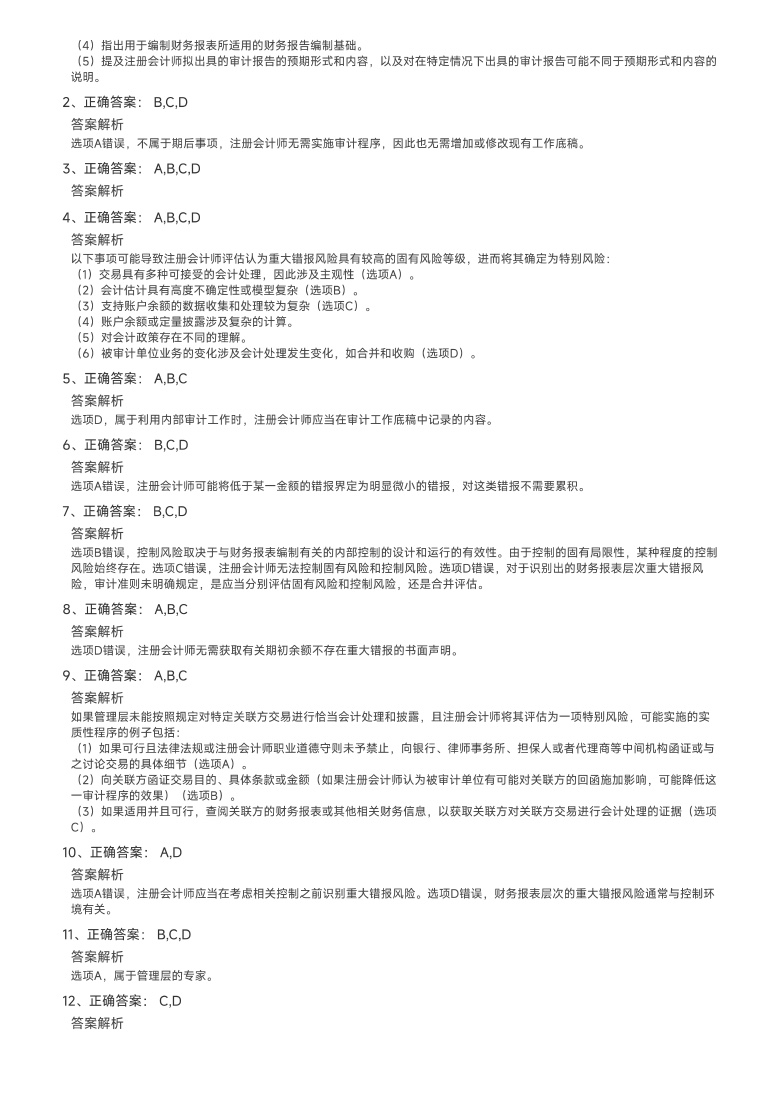 （4）指出用于编制财务报表所适用的财务报告编制基础。
（5）提及注册会计师拟出具的审计报告的预期形式和内容，以及对在特定情况下出具的审计报告可能不同于预期形式和内容的
说明。
2、正确答案： B,C,D
答案解析
选项A错误，不属于期后事项，注册会计师无需实施审计程序，因此也无需增加或修改现有工作底稿。
3、正确答案： A,B,C,D
答案解析
4、正确答案： A,B,C,D
答案解析
以下事项可能导致注册会计师评估认为重大错报风险具有较高的固有风险等级，进而将其确定为特别风险：
（1）交易具有多种可接受的会计处理，因此涉及主观性（选项A）。
（2）会计估计具有高度不确定性或模型复杂（选项B）。
（3）支持账户余额的数据收集和处理较为复杂（选项C）。
（4）账户余额或定量披露涉及复杂的计算。
（5）对会计政策存在不同的理解。
（6）被审计单位业务的变化涉及会计处理发生变化，如合并和收购（选项D）。
5、正确答案： A,B,C
答案解析
选项D，属于利用内部审计工作时，注册会计师应当在审计工作底稿中记录的内容。
6、正确答案： B,C,D
答案解析
选项A错误，注册会计师可能将低于某一金额的错报界定为明显微小的错报，对这类错报不需要累积。
7、正确答案： B,C,D
答案解析
选项B错误，控制风险取决于与财务报表编制有关的内部控制的设计和运行的有效性。由于控制的固有局限性，某种程度的控制
风险始终存在。选项C错误，注册会计师无法控制固有风险和控制风险。选项D错误，对于识别出的财务报表层次重大错报风
险，审计准则未明确规定，是应当分别评估固有风险和控制风险，还是合并评估。
8、正确答案： A,B,C
答案解析
选项D错误，注册会计师无需获取有关期初余额不存在重大错报的书面声明。
9、正确答案： A,B,C
答案解析
如果管理层未能按照规定对特定关联方交易进行恰当会计处理和披露，且注册会计师将其评估为一项特别风险，可能实施的实
质性程序的例子包括：
（1）如果可行且法律法规或注册会计师职业道德守则未予禁止，向银行、律师事务所、担保人或者代理商等中间机构函证或与
之讨论交易的具体细节（选项A）。
（2）向关联方函证交易目的、具体条款或金额（如果注册会计师认为被审计单位有可能对关联方的回函施加影响，可能降低这
一审计程序的效果）（选项B）。
（3）如果适用并且可行，查阅关联方的财务报表或其他相关财务信息，以获取关联方对关联方交易进行会计处理的证据（选项
C）。
10、正确答案： A,D
答案解析
选项A错误，注册会计师应当在考虑相关控制之前识别重大错报风险。选项D错误，财务报表层次的重大错报风险通常与控制环
境有关。
11、正确答案： B,C,D
答案解析
选项A，属于管理层的专家。
12、正确答案： C,D
答案解析